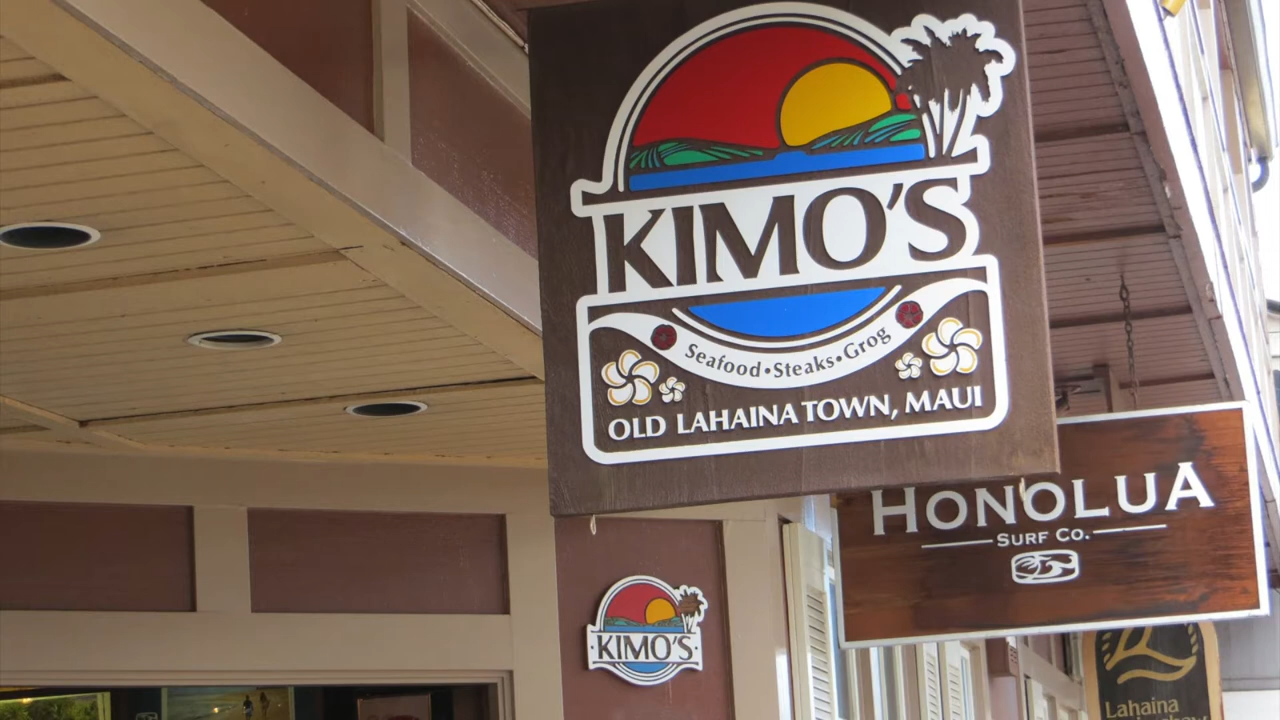 KIMO'S
Seafood•Steaks•Grog
OLD LAHAINA TOWN, MAUI
HONOLUA
SURF CO.
KIMO'S
Lahaina